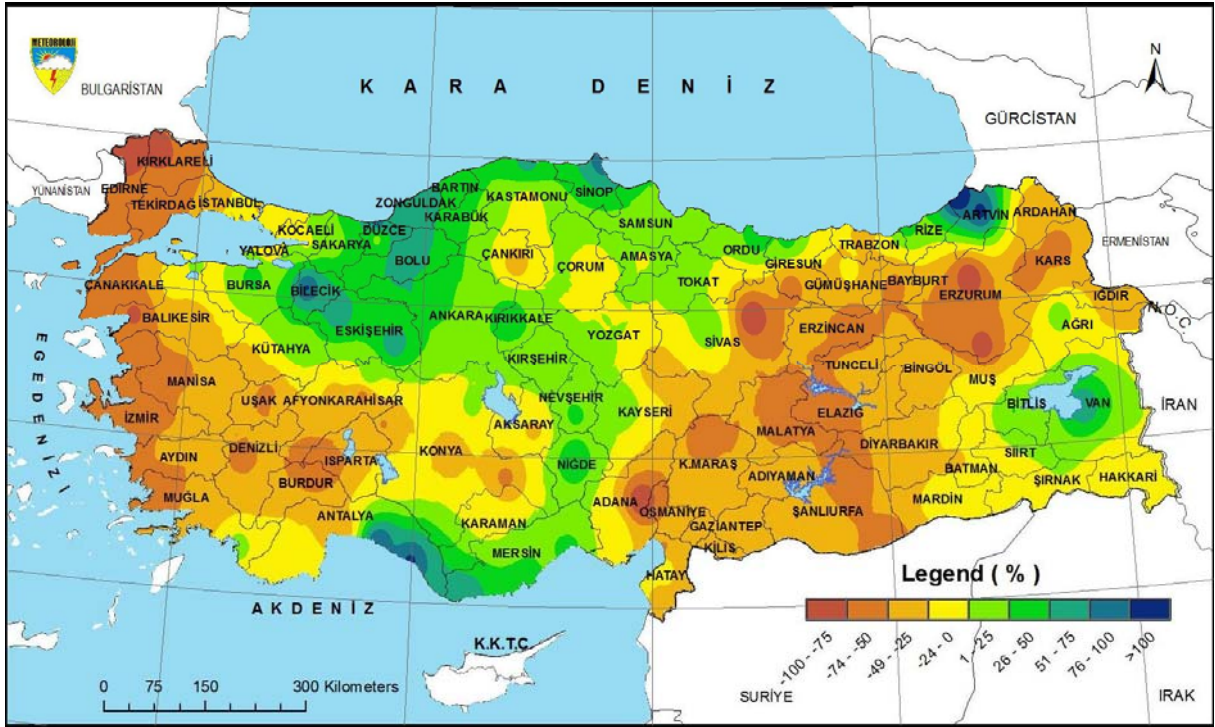 METEOROLOJİ
BULGARİSTAN
K A R A D E N İ Z
N
GÜRCİSTAN
YUNANİSTAN
ERMENİSTAN
KIRKLARELİ
EDİRNE
TEKİRDAĞ
İSTANBUL
KOCAELİ
YALOVA
SAKARYA
DÜZCE
ZONGULDAK
BARTIN
KARABÜK
KASTAMONU
SİNOP
SAMSUN
ORDU
GİRESUN
TRABZON
RİZE
ARTVİN
ARDAHAN
KARS
ÇANAKKALE
BALIKESİR
BURSA
BİLECİK
BOLU
ÇANKIRI
ÇORUM
AMASYA
TOKAT
GÜMÜŞHANE
BAYBURT
ERZURUM
IĞDIR
N.O.C.
AĞRI
ESKİŞEHİR
KÜTAHYA
ANKARA
KIRIKKALE
YOZGAT
SİVAS
ERZİNCAN
TUNCELİ
BİNGÖL
MUŞ
KIRŞEHİR
MANİSA
UŞAK
AFYONKARAHİSAR
NEVŞEHİR
KAYSERİ
ELAZIĞ
BİTLİS
VAN
İRAN
EGE DENİZİ
İZMİR
AKSARAY
MALATYA
DİYARBAKIR
AYDIN
DENİZLİ
ISPARTA
KONYA
NİĞDE
K.MARAŞ
ADIYAMAN
BATMAN
SİİRT
ŞIRNAK
HAKKARİ
MUĞLA
BURDUR
ANTALYA
KARAMAN
ADANA
OSMANİYE
GAZİANTEP
ŞANLIURFA
MARDİN
MERSİN
KİLİS
HATAY
A K D E N İ Z
K.K.T.C.
Legend ( % )
-100 - -75
-74 - -50
-49 - -25
-24 - 0
1 - 25
26 - 50
51 - 75
76 - 100
>100
0 75 150 300 Kilometers
SURİYE
IRAK